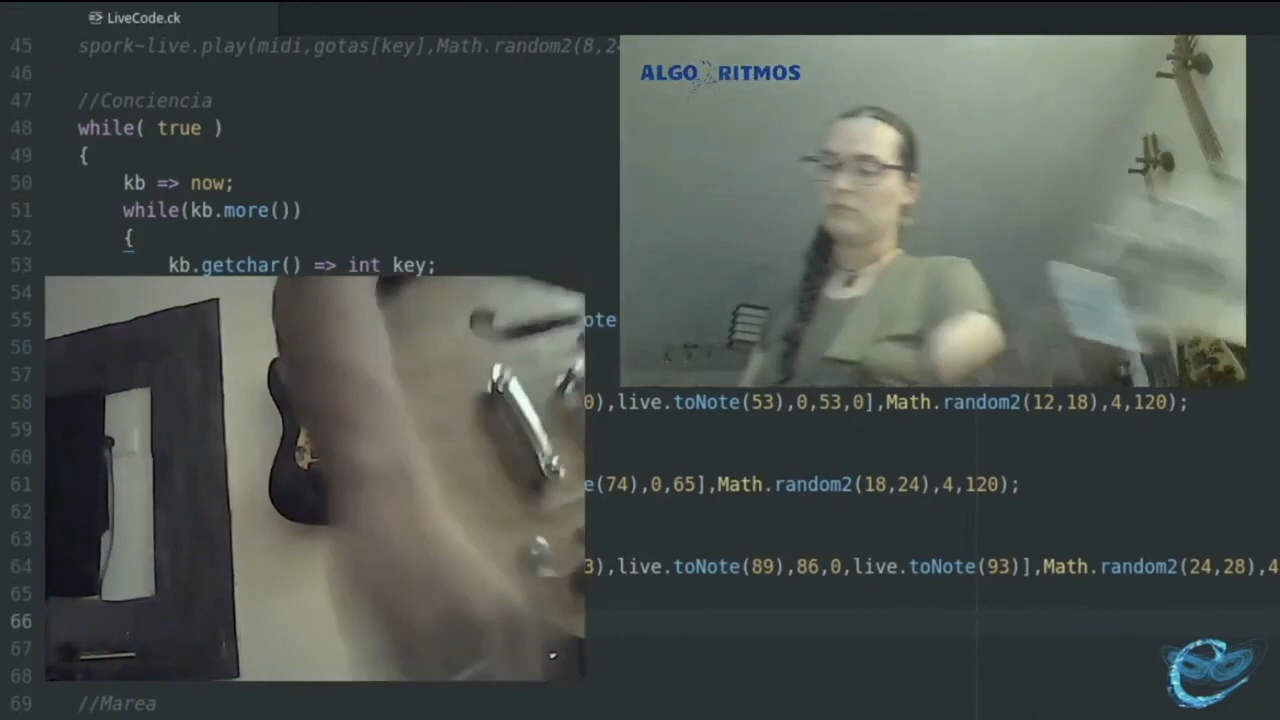 LiveCode.ck
45 spork~live.play(midi,gotas[key],Math.random2(8,24
46
47 //Conciencia
48 while( true )
49 {
50 kb => now;
51 while(kb.more())
52 {
53 kb.getchar() => int key;
54
55 ote
56
57
58 0),live.toNote(53),0,53,0],Math.random2(12,18),4,120);
59
60
61 e(74),0,65],Math.random2(18,24),4,120);
62
63
64 3),live.toNote(89),86,0,live.toNote(93)],Math.random2(24,28),4
65
66
67
68
69 //Marea
ALGO RITMOS